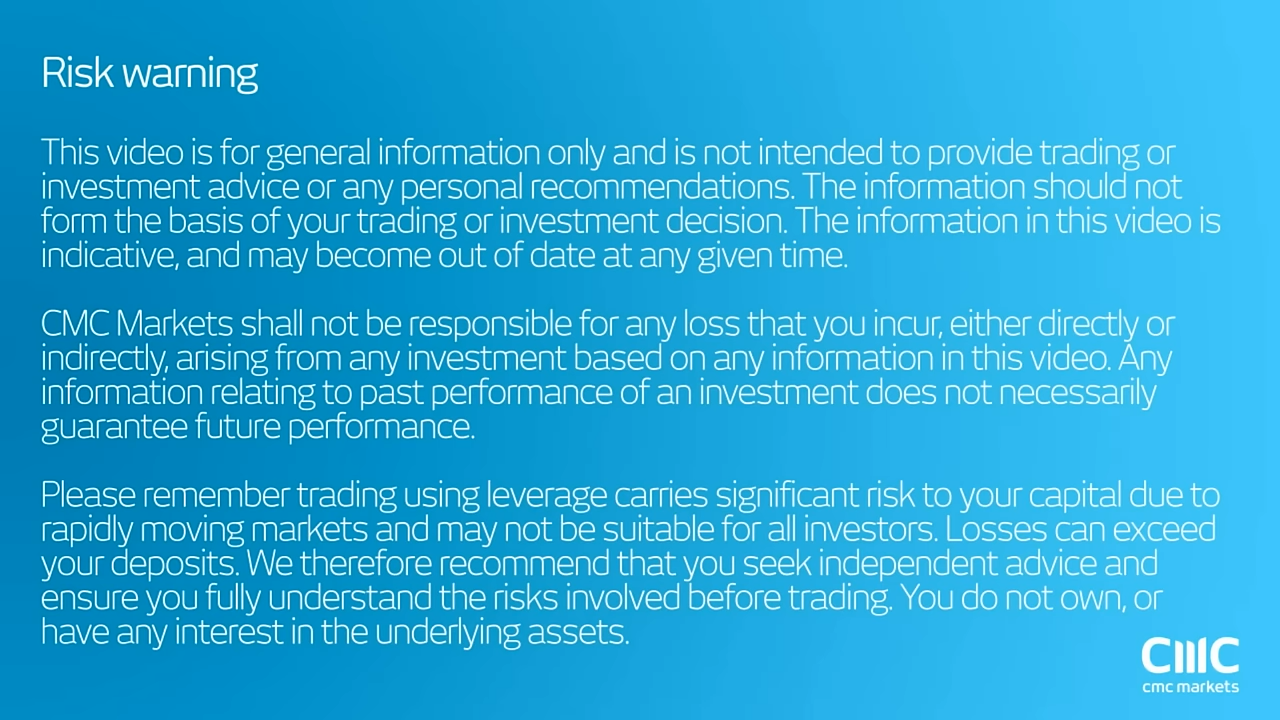 Risk warning
This video is for general information only and is not intended to provide trading or
investment advice or any personal recommendations. The information should not
form the basis of your trading or investment decision. The information in this video is
indicative, and may become out of date at any given time.
CMC Markets shall not be responsible for any loss that you incur, either directly or
indirectly, arising from any investment based on any information in this video. Any
information relating to past performance of an investment does not necessarily
guarantee future performance.
Please remember trading using leverage carries significant risk to your capital due to
rapidly moving markets and may not be suitable for all investors. Losses can exceed
your deposits. We therefore recommend that you seek independent advice and
ensure you fully understand the risks involved before trading. You do not own, or
have any interest in the underlying assets.
CMC
cmc markets